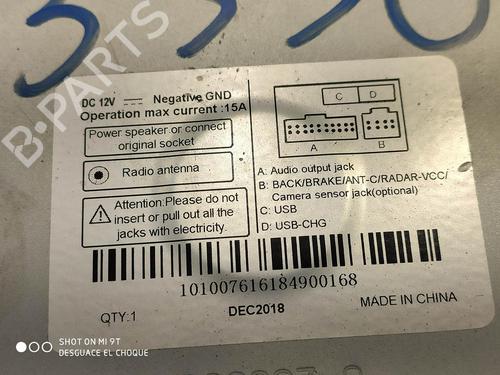 B-PARTS
DC 12V Negative GND
Operation max current :15A
Power speaker or connect
original socket
Radio antenna
Attention:Please do not
insert or pull out all the
jacks with electricity.
C D
A B
A: Audio output jack
B: BACK/BRAKE/ANT-C/RADAR-VCC/
Camera sensor jack(optional)
C: USB
D: USB-CHG
101007616184900168
QTY:1
DEC2018
MADE IN CHINA
SHOT ON MI 9T
DESGUACE EL CHOQUE